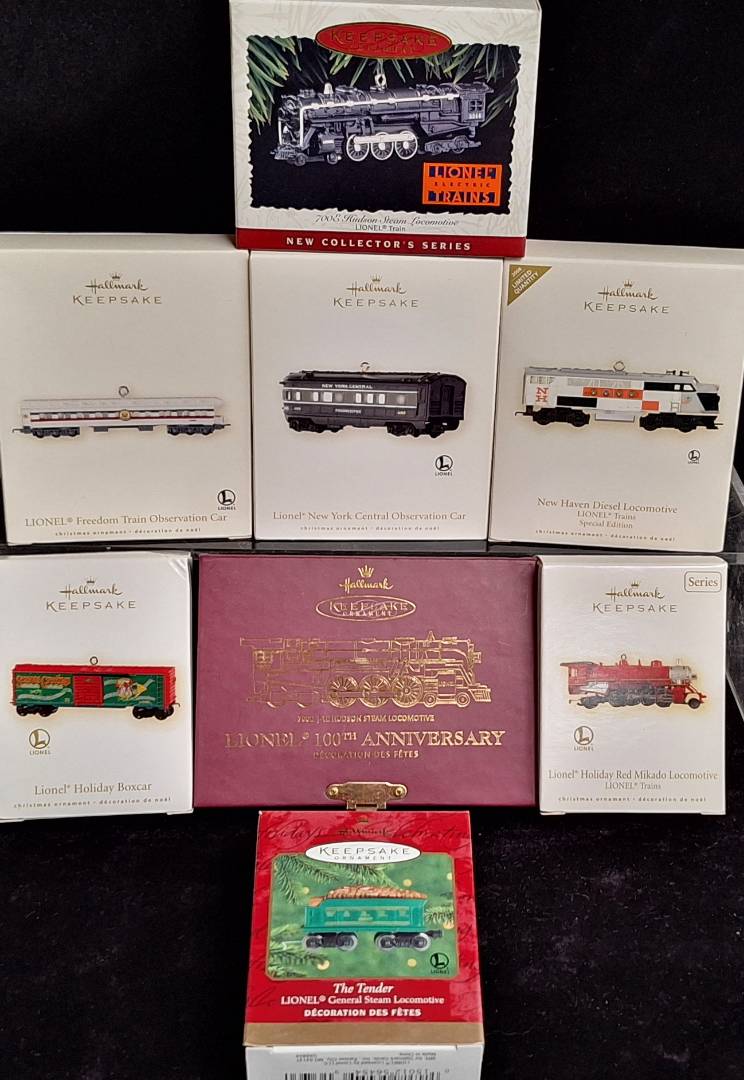 KEEPSAKE
ORNAMENT
LIONEL®
ELECTRIC
TRAINS
700E Hudson Steam Locomotive
LIONEL® Train
NEW COLLECTOR'S SERIES
Hallmark
KEEPSAKE
L
LIONEL
LIONEL® Freedom Train Observation Car
christmas ornament • décoration de noël
Hallmark
KEEPSAKE
NEW YORK CENTRAL
L
LIONEL
Lionel® New York Central Observation Car
christmas ornament • décoration de noël
LIMITED
QUANTITY
Hallmark
KEEPSAKE
N
H
L
LIONEL
New Haven Diesel Locomotive
LIONEL® Trains
Special Edition
christmas ornament • décoration de noël
Hallmark
KEEPSAKE
L
LIONEL
Lionel® Holiday Boxcar
christmas ornament • décoration de noël
Hallmark
KEEPSAKE
ORNAMENT
HUDSON STEAM LOCOMOTIVE
LIONEL® 100TH ANNIVERSARY
DÉCORATION DES FÊTES
Series
Hallmark
KEEPSAKE
L
LIONEL
Lionel® Holiday Red Mikado Locomotive
LIONEL® Trains
christmas ornament • décoration de noël
Hallmark
KEEPSAKE
ORNAMENT
L
LIONEL
The Tender
LIONEL® General Steam Locomotive
DÉCORATION DES FÊTES